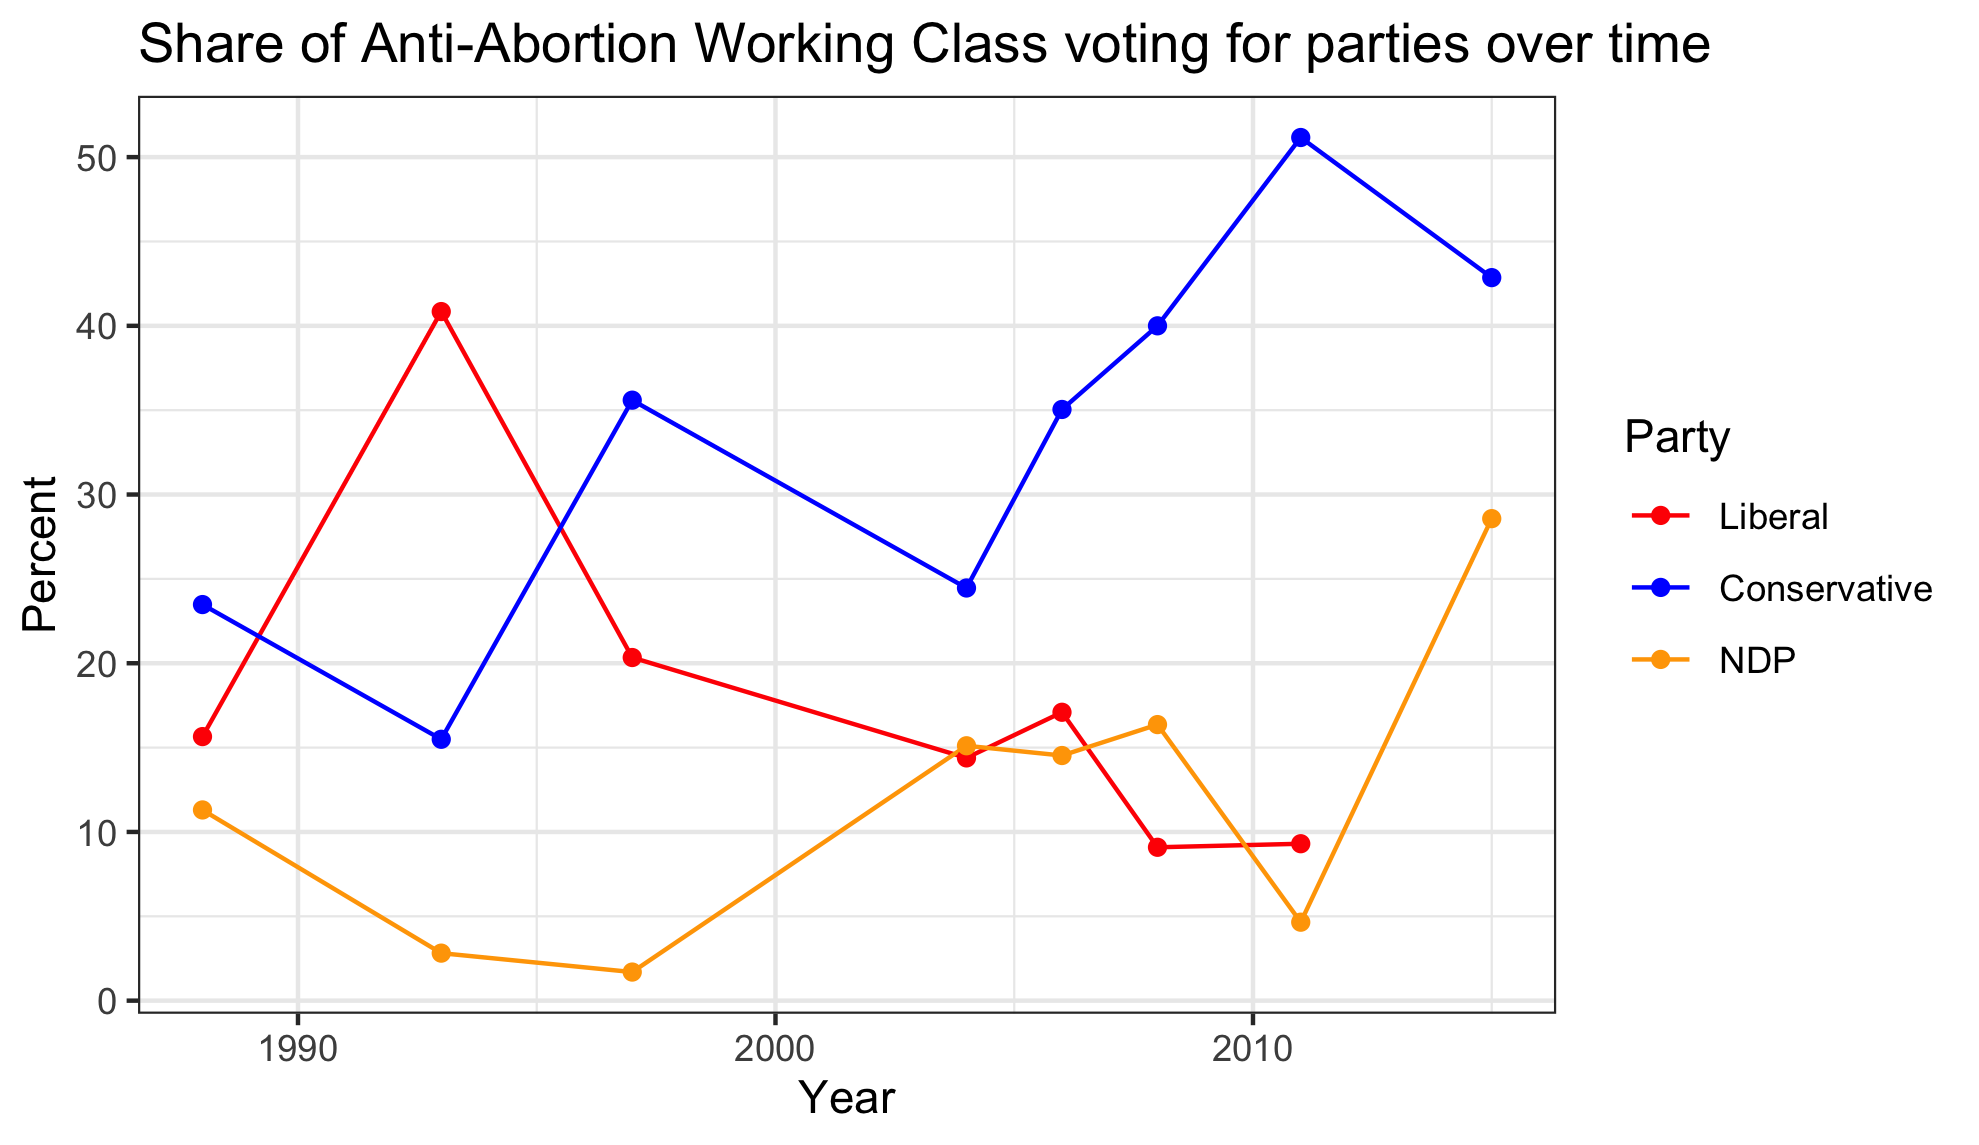 Share of Anti-Abortion Working Class voting for parties over time
50
40
30
20
10
0
Percent
1990 2000 2010
Year
Party
Liberal
Conservative
NDP